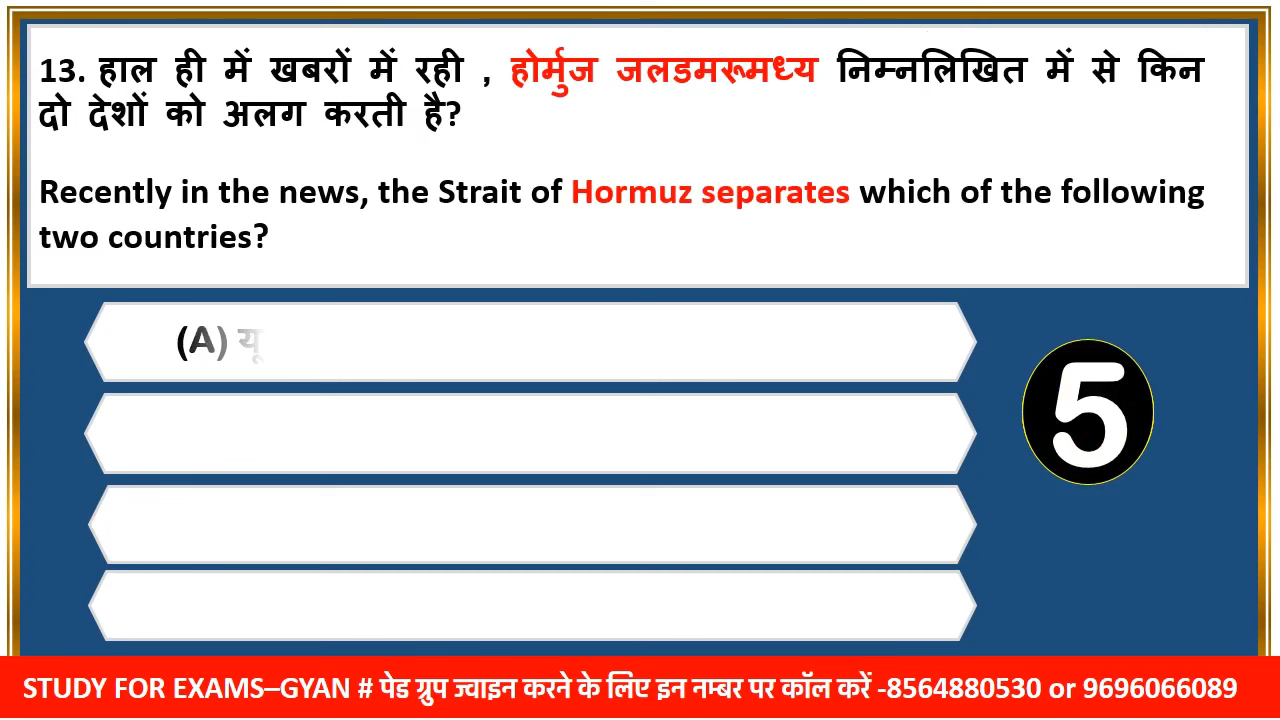 13. हाल ही में खबरों में रही , होर्मुज जलडमरूमध्य निम्नलिखित में से किन
दो देशों को अलग करती है?
Recently in the news, the Strait of Hormuz separates which of the following
two countries?
(A) यू
5
STUDY FOR EXAMS–GYAN # पेड ग्रुप ज्वाइन करने के लिए इन नम्बर पर कॉल करें -8564880530 or 9696066089